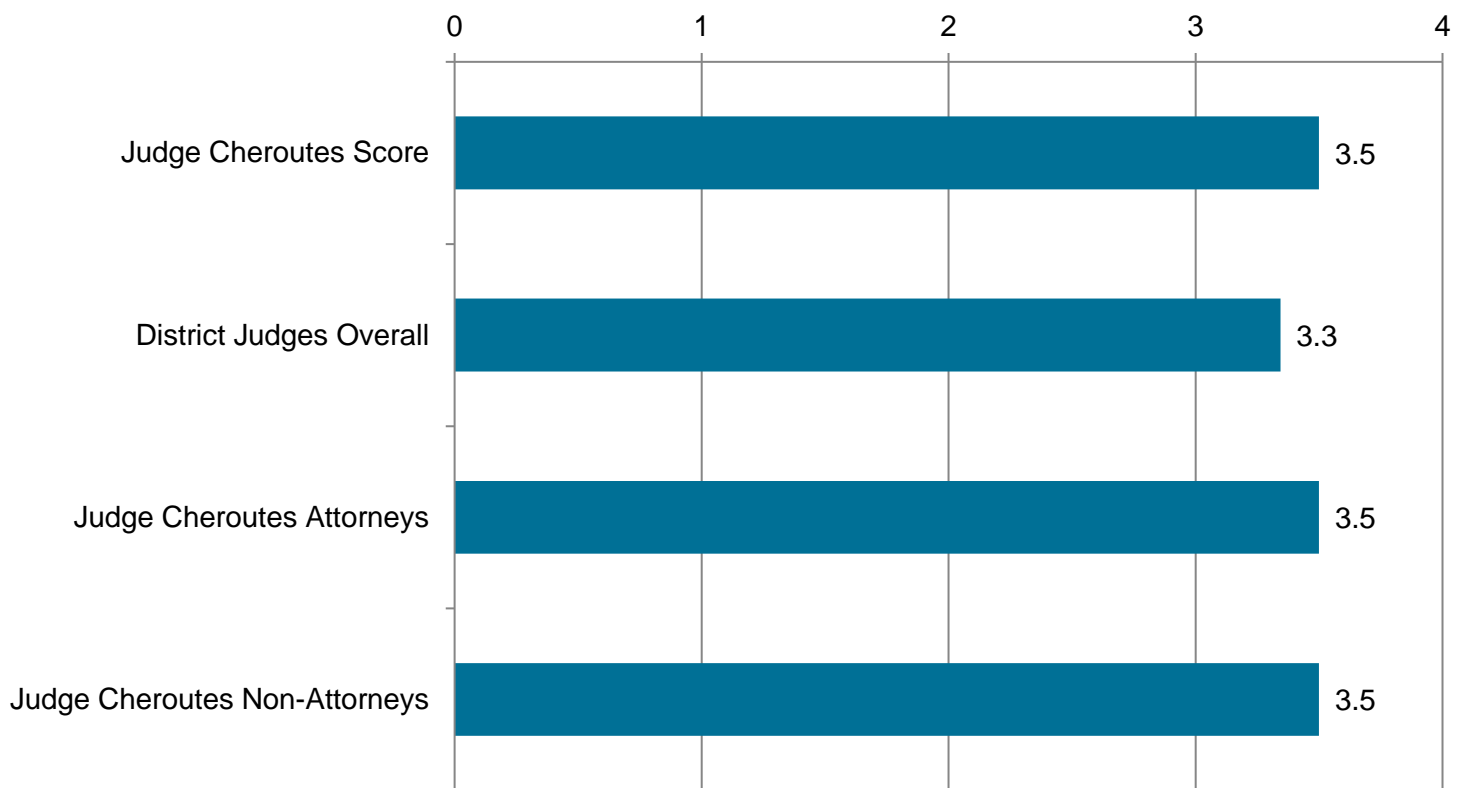 0 1 2 3 4
Judge Cheroutes Score 3.5
District Judges Overall 3.3
Judge Cheroutes Attorneys 3.5
Judge Cheroutes Non-Attorneys 3.5